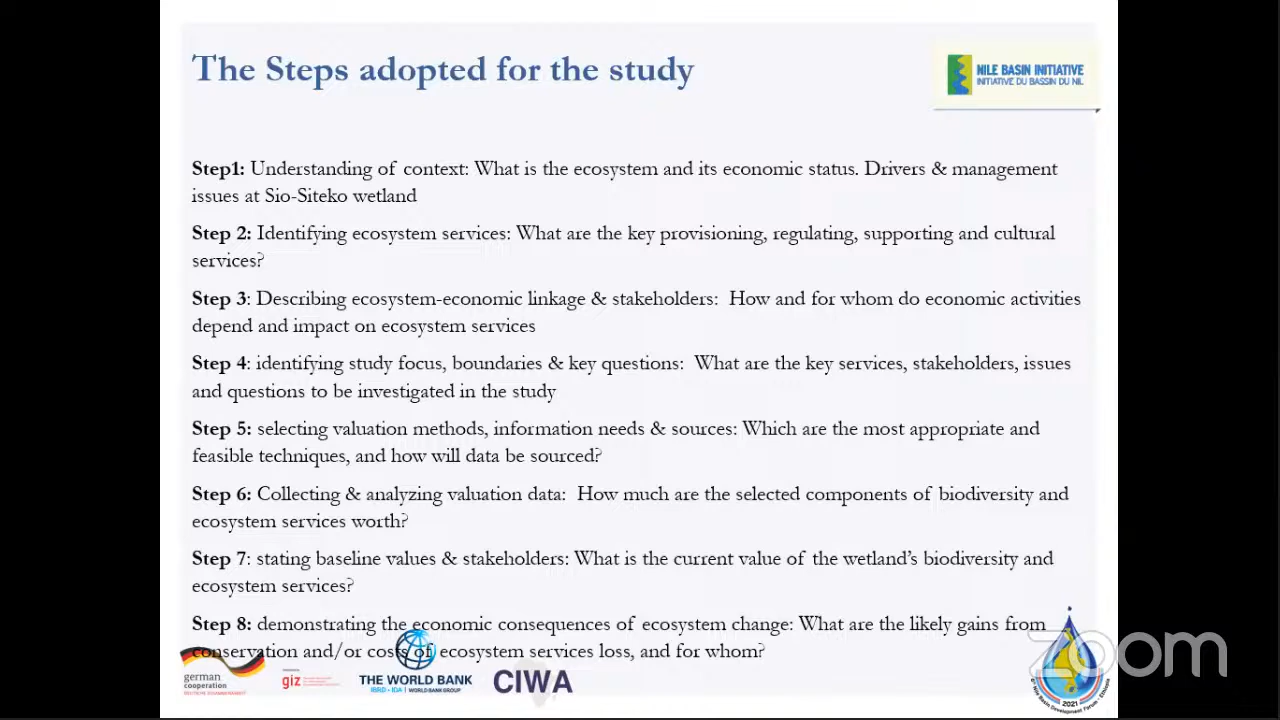 The Steps adopted for the study
NILE BASIN INITIATIVE
INITIATIVE DU BASSIN DU NIL
Step1: Understanding of context: What is the ecosystem and its economic status. Drivers & management
issues at Sio-Siteko wetland
Step 2: Identifying ecosystem services: What are the key provisioning, regulating, supporting and cultural
services?
Step 3: Describing ecosystem-economic linkage & stakeholders: How and for whom do economic activities
depend and impact on ecosystem services
Step 4: identifying study focus, boundaries & key questions: What are the key services, stakeholders, issues
and questions to be investigated in the study
Step 5: selecting valuation methods, information needs & sources: Which are the most appropriate and
feasible techniques, and how will data be sourced?
Step 6: Collecting & analyzing valuation data: How much are the selected components of biodiversity and
ecosystem services worth?
Step 7: stating baseline values & stakeholders: What is the current value of the wetland's biodiversity and
ecosystem services?
Step 8: demonstrating the economic consequences of ecosystem change: What are the likely gains from
conservation and/or costs of ecosystem services loss, and for whom?
german
cooperation
DEUTSCHE ZUSAMMENARBEIT
giz
THE WORLD BANK
IBRD • IDA | WORLD BANK GROUP
CIWA
zoom
2021